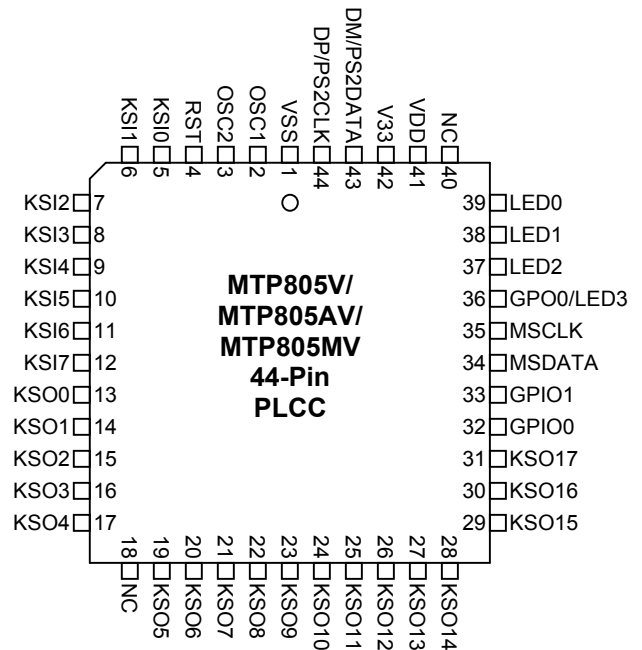 KSI1
KSI0
RST
OSC2
OSC1
VSS
DP/PS2CLK
DM/PS2DATA
V33
VDD
NC
6
5
4
3
2
1
44
43
42
41
40
KSI2 7
KSI3 8
KSI4 9
KSI5 10
KSI6 11
KSI7 12
KSO0 13
KSO1 14
KSO2 15
KSO3 16
KSO4 17
MTP805V/
MTP805AV/
MTP805MV
44-Pin
PLCC
39 LED0
38 LED1
37 LED2
36 GPO0/LED3
35 MSCLK
34 MSDATA
33 GPIO1
32 GPIO0
31 KSO17
30 KSO16
29 KSO15
18
19
20
21
22
23
24
25
26
27
28
NC
KSO5
KSO6
KSO7
KSO8
KSO9
KSO10
KSO11
KSO12
KSO13
KSO14